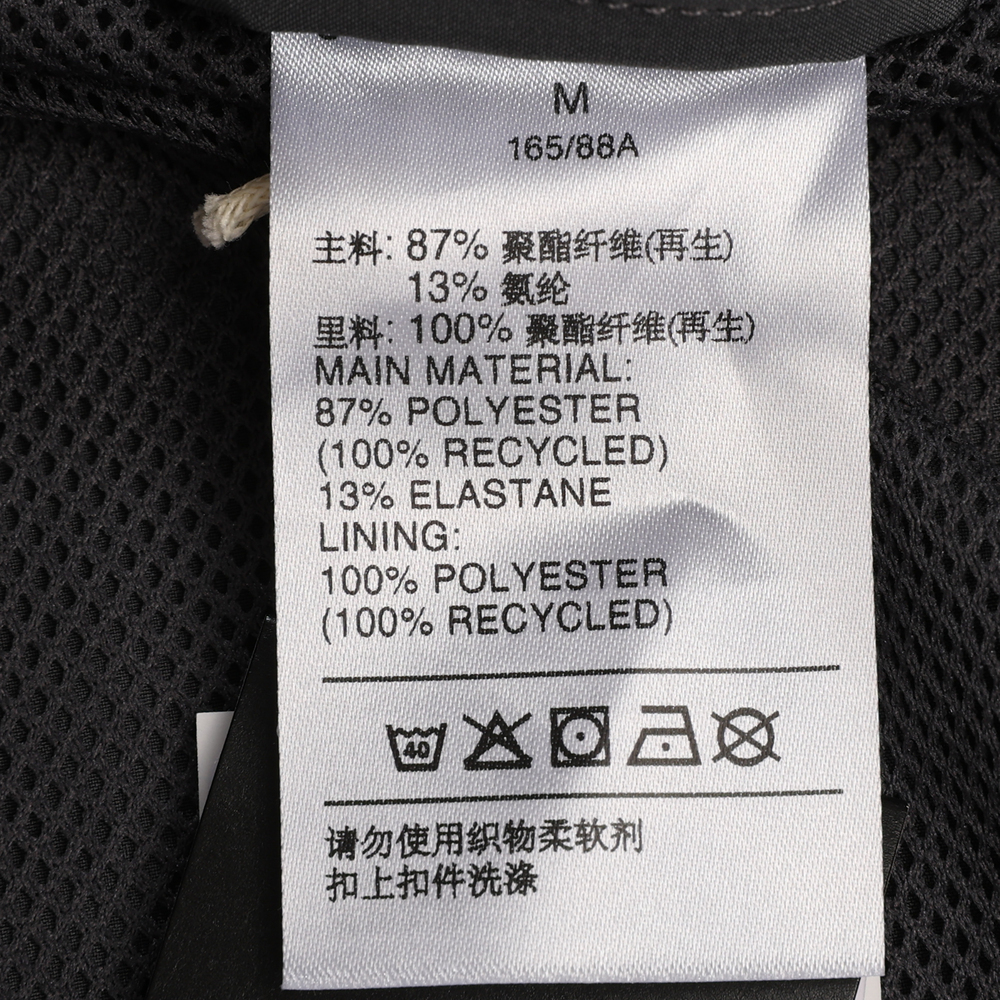 M
165/88A
主料: 87% 聚酯纤维(再生)
13% 氨纶
里料: 100% 聚酯纤维(再生)
MAIN MATERIAL:
87% POLYESTER
(100% RECYCLED)
13% ELASTANE
LINING:
100% POLYESTER
(100% RECYCLED)
40
请勿使用织物柔软剂
扣上扣件洗涤